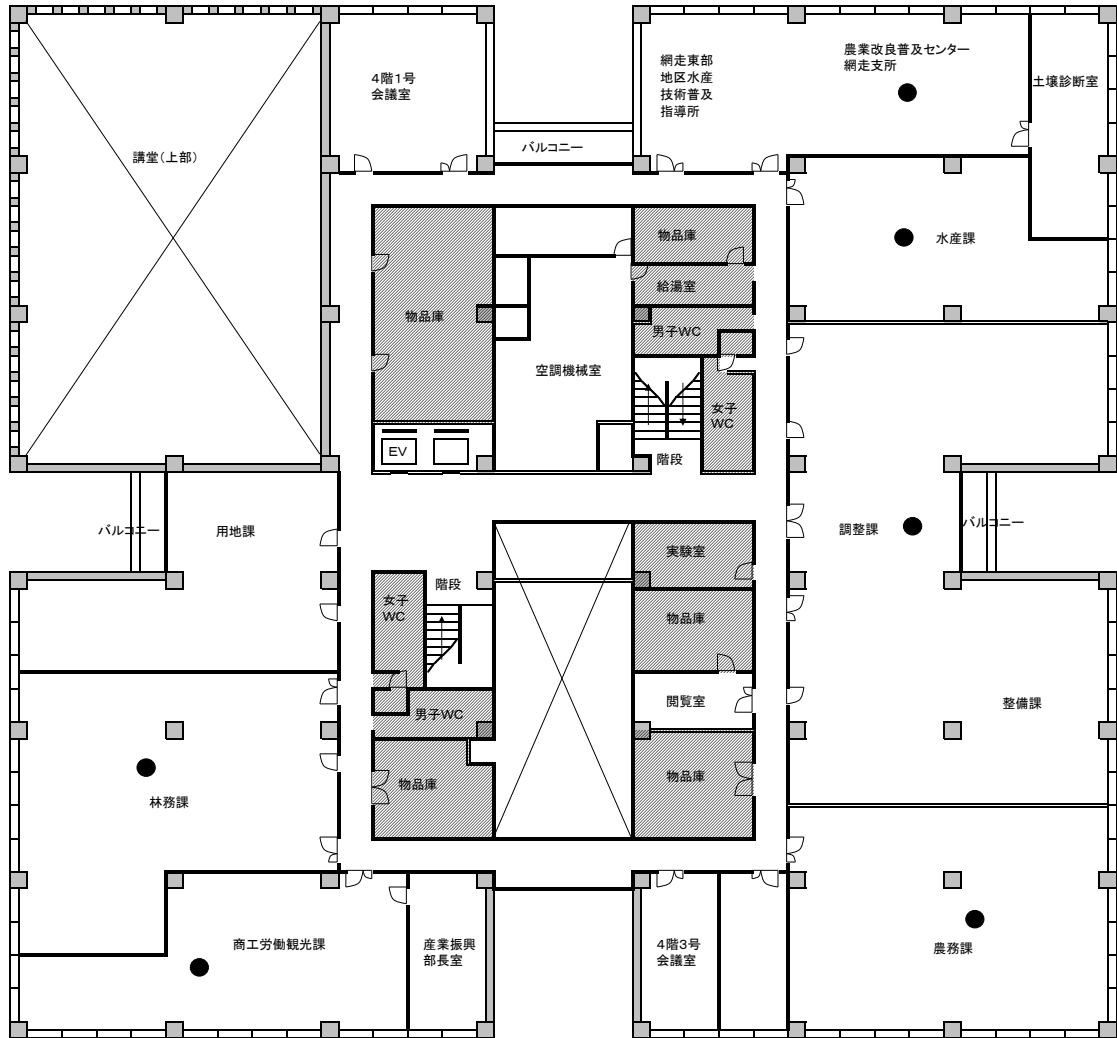 4階1号
会議室
網走東部
地区水産
技術普及
指導所
農業改良普及センター
網走支所
土壌診断室
バルコニー
講堂(上部)
物品庫
水産課
給湯室
物品庫
男子WC
空調機械室
女子
WC
EV
階段
バルコニー
用地課
調整課
バルコニー
実験室
階段
女子
WC
物品庫
閲覧室
整備課
男子WC
物品庫
物品庫
林務課
商工労働観光課
産業振興
部長室
4階3号
会議室
農務課